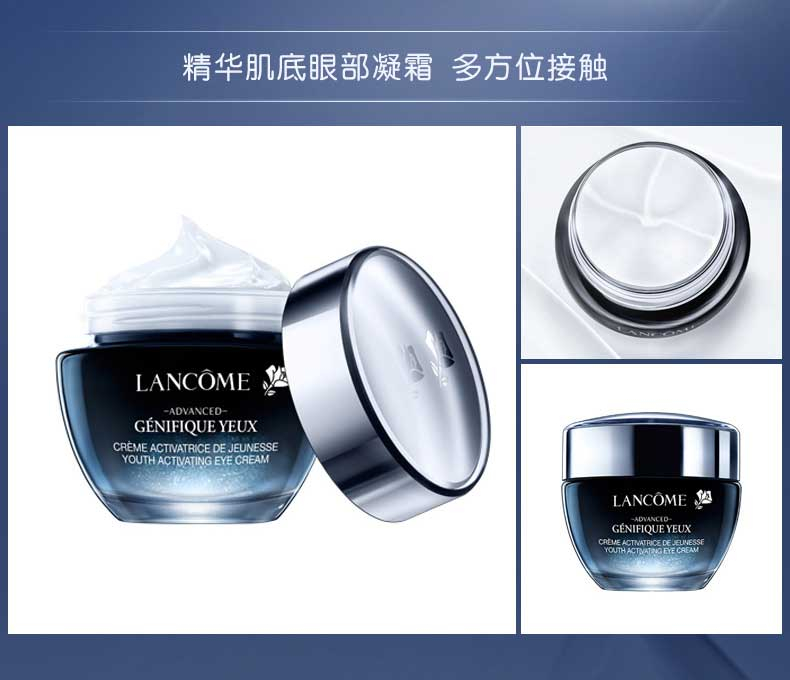 精华肌底眼部凝霜 多方位接触
LANCÔME
-ADVANCED-
GÉNIFIQUE YEUX
CRÈME ACTIVATRICE DE JEUNESSE
YOUTH ACTIVATING EYE CREAM
LANCÔME
LANCÔME
-ADVANCED-
GÉNIFIQUE YEUX
CRÈME ACTIVATRICE DE JEUNESSE
YOUTH ACTIVATING EYE CREAM